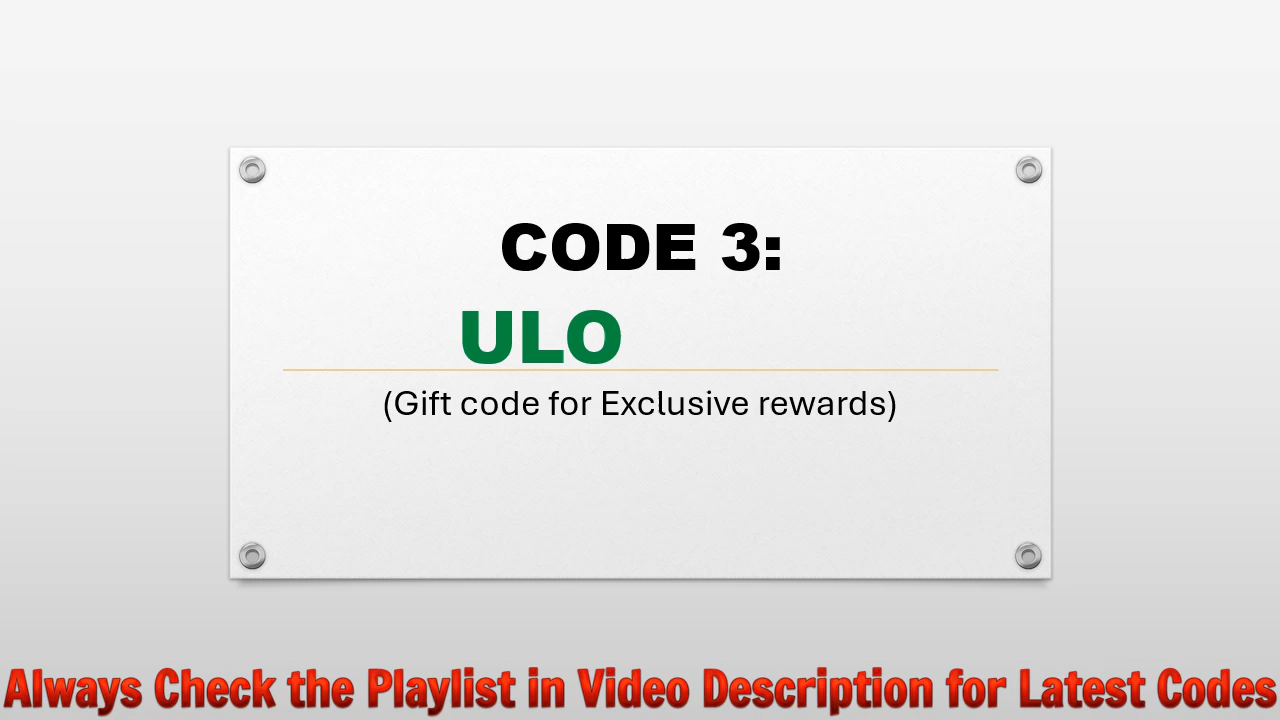 CODE 3:
ULO
(Gift code for Exclusive rewards)
Always Check the Playlist in Video Description for Latest Codes